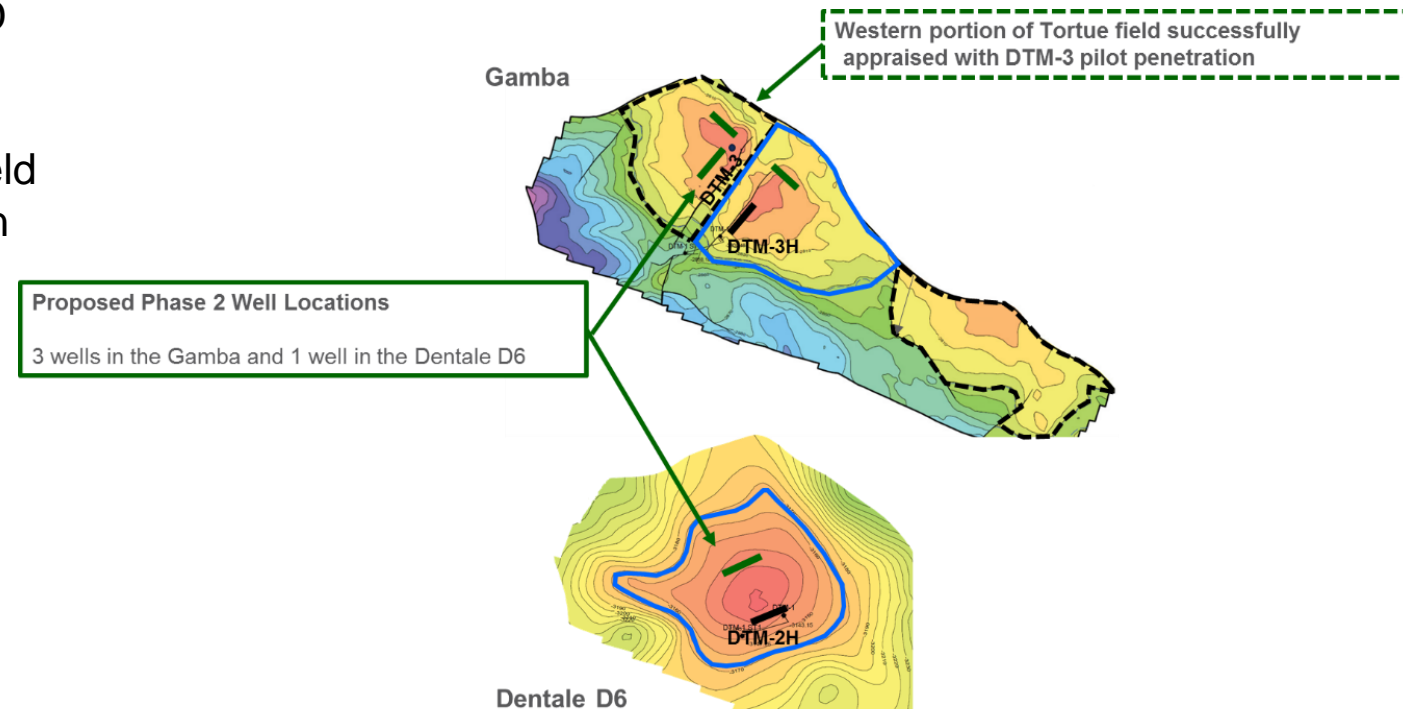 Western portion of Tortue field successfully
appraised with DTM-3 pilot penetration
Gamba
DTM-3
DTM-3H
Proposed Phase 2 Well Locations
3 wells in the Gamba and 1 well in the Dentale D6
DTM-1
DTM-2H
Dentale D6